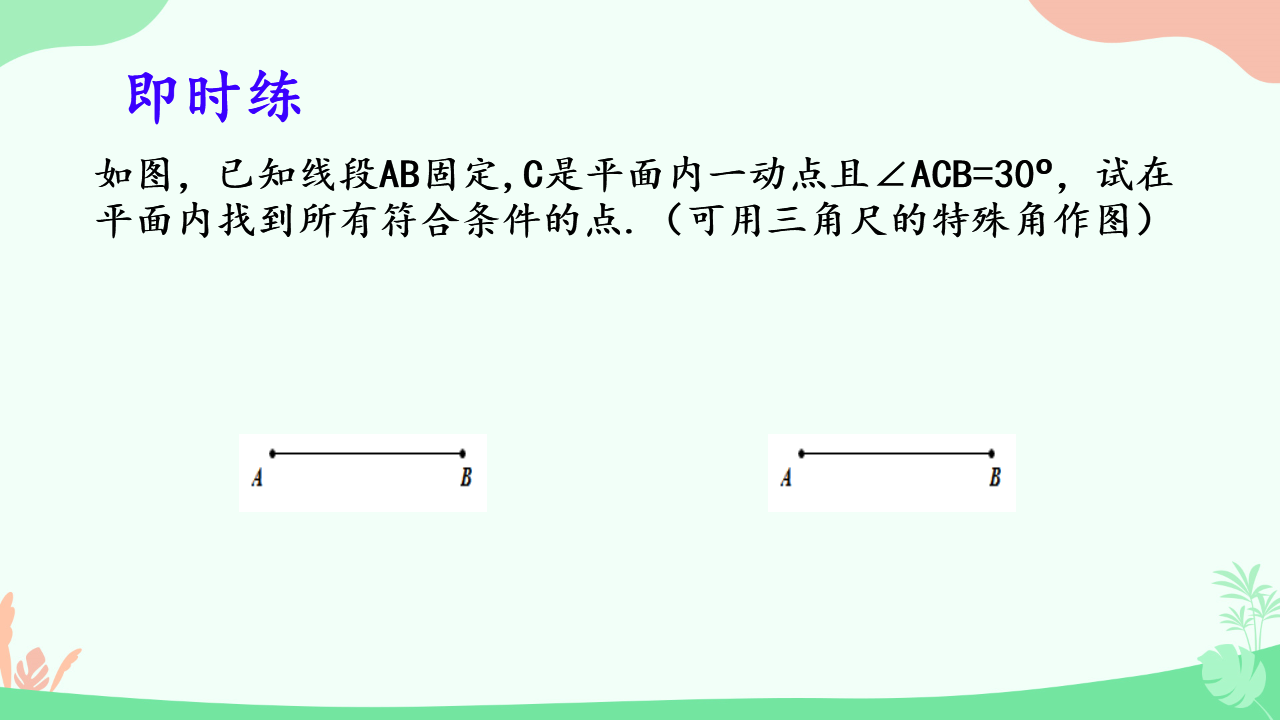 即时练
如图，已知线段AB固定,C是平面内一动点且∠ACB=30º，试在
平面内找到所有符合条件的点.（可用三角尺的特殊角作图）
A B
A B